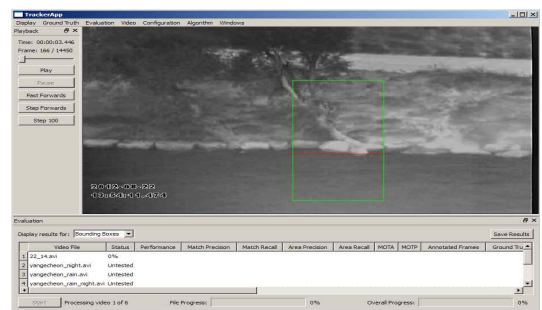 TrackerApp
Display Ground Truth Evaluation Video Configuration Algorithm Windows
Playback
Time: 00:00:03.446
Frame: 166 / 14450
Play
Pause
Fast Forwards
Step Forwards
Step 100
Evaluation
Display results for: Bounding Boxes
Save Results
Video File Status Performance Match Precision Match Recall Area Precision Area Recall MOTA MOTP Annotated Frames Ground Tru
1 22_14.avi 0%
2 yangecheon_night.avi Untested
3 yangecheon_rain.avi Untested
4 yangecheon_rain_night.avi Untested
Start Processing video 1 of 6 File Progress: 0% Overall Progress: 0%